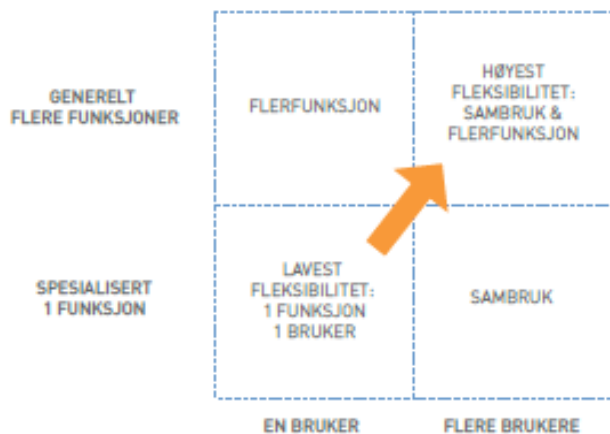 GENERELT
FLERE FUNKSJONER
FLERFUNKSJON
HØYEST
FLEKSIBILITET:
SAMBRUK &
FLERFUNKSJON
SPESIALISERT
1 FUNKSJON
LAVEST
FLEKSIBILITET:
1 FUNKSJON
1 BRUKER
SAMBRUK
EN BRUKER
FLERE BRUKERE